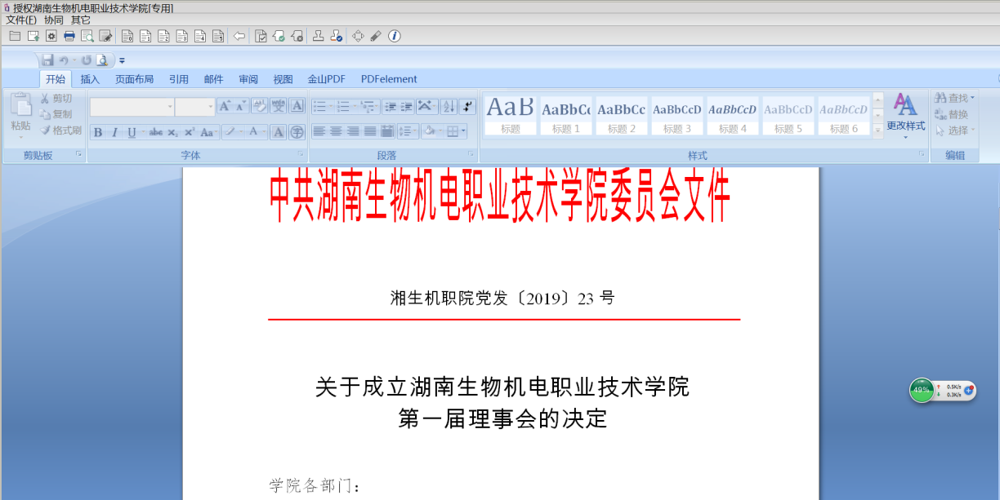 授权湖南生物机电职业技术学院[专用]
文件(F) 协同 其它
开始 插入 页面布局 引用 邮件 审阅 视图 金山PDF PDFelement
粘贴 剪切
复制
格式刷
剪贴板
B I U abc x₂ x² Aa A A
字体
段落
AaB AaBbCc AaBbCc AaBbCcD AaBbCcD AaBbCcD AaBbCcD
标题 标题 1 标题 2 标题 3 标题 4 标题 5 标题 6
更改样式
样式
查找
替换
选择
编辑
中共湖南生物机电职业技术学院委员会文件
湘生机职院党发〔2019〕23 号
关于成立湖南生物机电职业技术学院
第一届理事会的决定
学院各部门：
49% 0.5K/s
0.3K/s